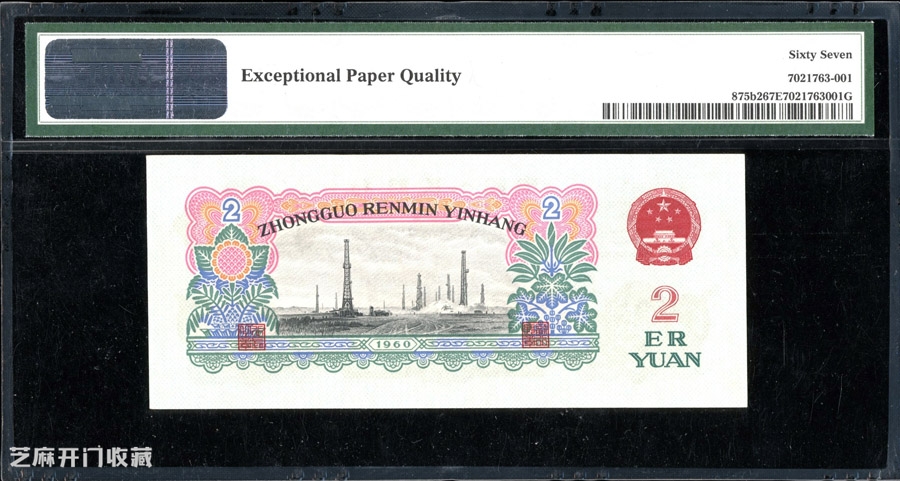 Exceptional Paper Quality
Sixty Seven
7021763-001
875b267E7021763001G
ZHONGGUO RENMIN YINHANG
2
2
1960
2
ER
YUAN
芝麻开门收藏